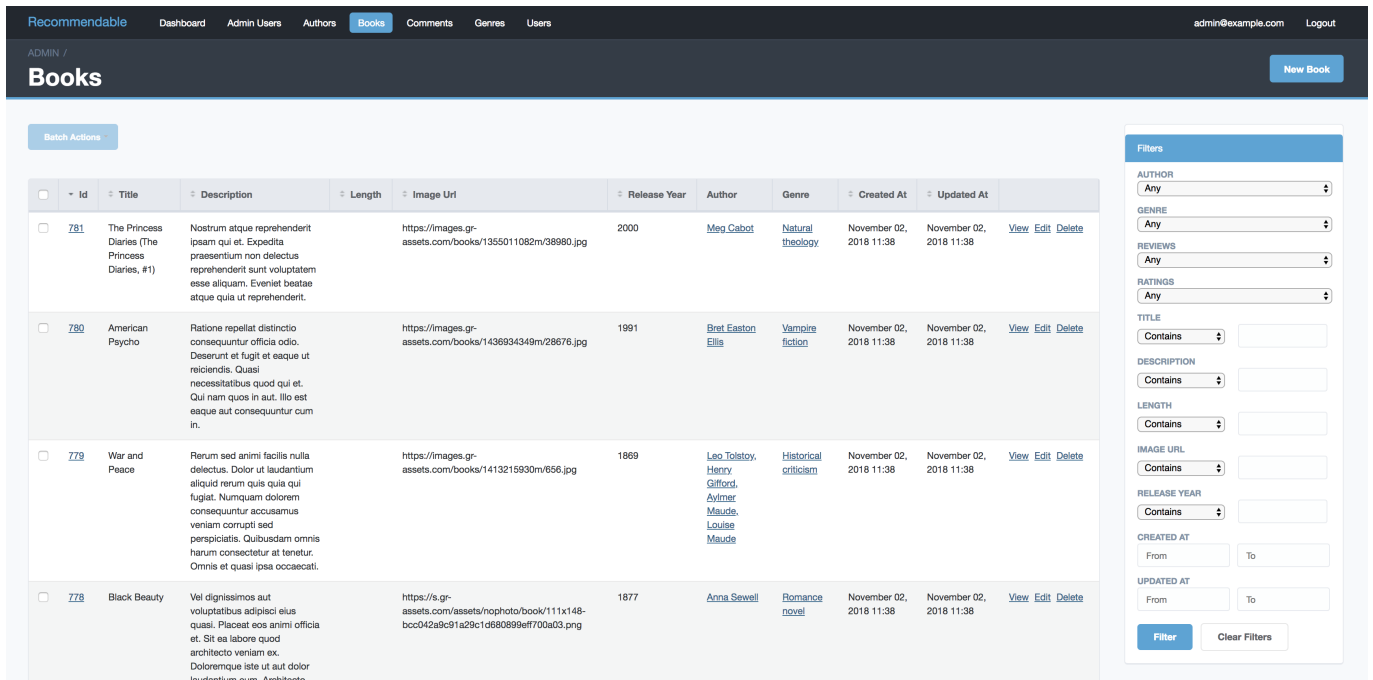 Recommendable Dashboard Admin Users Authors Books Comments Genres Users admin@example.com Logout
ADMIN /
Books
New Book
Batch Actions
Id Title Description Length Image Url Release Year Author Genre Created At Updated At
781
The Princess
Diaries (The
Princess
Diaries, #1)
Nostrum atque reprehenderit
ipsam qui et. Expedita
praesentium non delectus
reprehenderit sunt voluptatem
esse aliquam. Eveniet beatae
atque quia ut reprehenderit.
https://images.gr-
assets.com/books/1355011082m/38980.jpg
2000
Meg Cabot
Natural
theology
November 02,
2018 11:38
November 02,
2018 11:38
View Edit Delete
780
American
Psycho
Ratione repellat distinctio
consequuntur officia odio.
Deserunt et fugit et eaque ut
reiciendis. Quasi
necessitatibus quod qui et.
Qui nam quos in aut. Illo est
eaque aut consequuntur cum
in.
https://images.gr-
assets.com/books/1436934349m/28676.jpg
1991
Bret Easton
Ellis
Vampire
fiction
November 02,
2018 11:38
November 02,
2018 11:38
View Edit Delete
779
War and
Peace
Rerum sed animi facilis nulla
delectus. Dolor ut laudantium
aliquid rerum quis quia qui
fugiat. Numquam dolorem
consequuntur accusamus
veniam corrupti sed
perspiciatis. Quibusdam omnis
harum consectetur at tenetur.
Omnis et quasi ipsa occaecati.
https://images.gr-
assets.com/books/1413215930m/656.jpg
1869
Leo Tolstoy,
Henry
Gifford,
Aylmer
Maude,
Louise
Maude
Historical
criticism
November 02,
2018 11:38
November 02,
2018 11:38
View Edit Delete
778
Black Beauty
Vel dignissimos aut
voluptatibus adipisci eius
quasi. Placeat eos animi officia
et. Sit ea labore quod
architecto veniam ex.
Doloremque iste ut aut dolor
laudantium eum. Architecto
https://s.gr-
assets.com/assets/nophoto/book/111x148-
bcc042a9c91a29c1d680899eff700a03.png
1877
Anna Sewell
Romance
novel
November 02,
2018 11:38
November 02,
2018 11:38
View Edit Delete
Filters
AUTHOR
Any
GENRE
Any
REVIEWS
Any
RATINGS
Any
TITLE
Contains
DESCRIPTION
Contains
LENGTH
Contains
IMAGE URL
Contains
RELEASE YEAR
Contains
CREATED AT
From To
UPDATED AT
From To
Filter Clear Filters